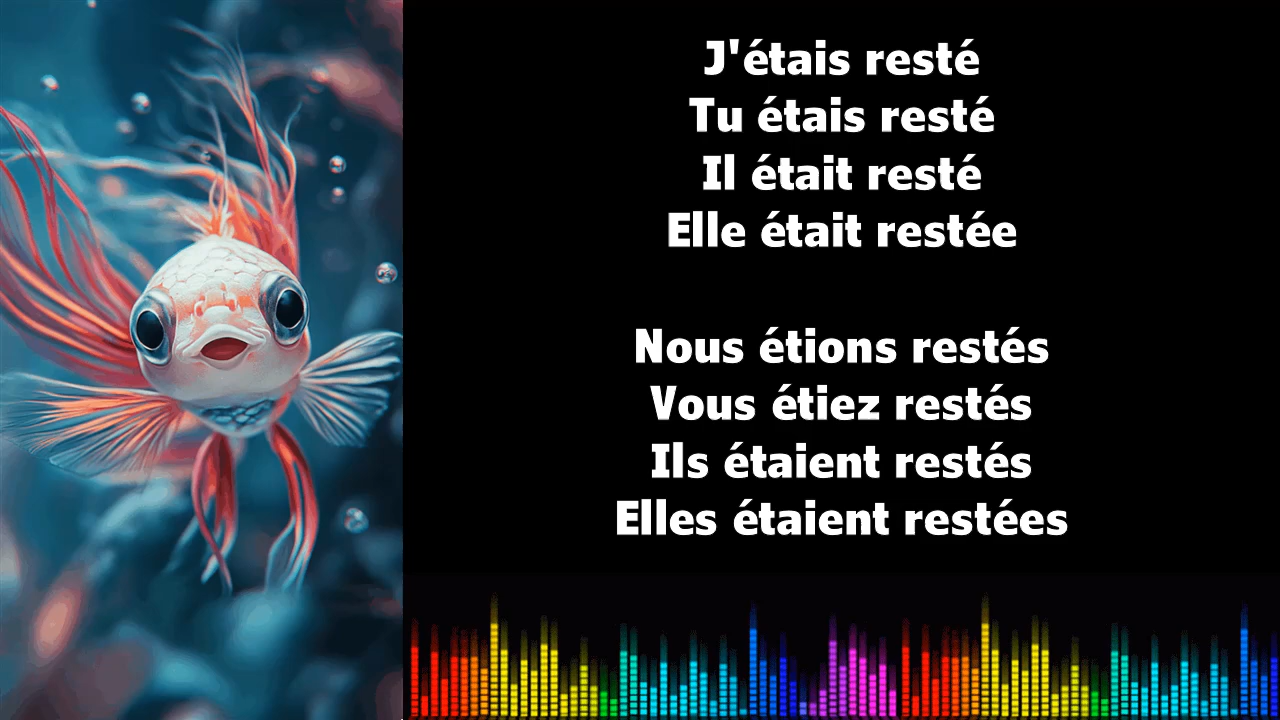 J'étais resté
Tu étais resté
Il était resté
Elle était restée
Nous étions restés
Vous étiez restés
Ils étaient restés
Elles étaient restées